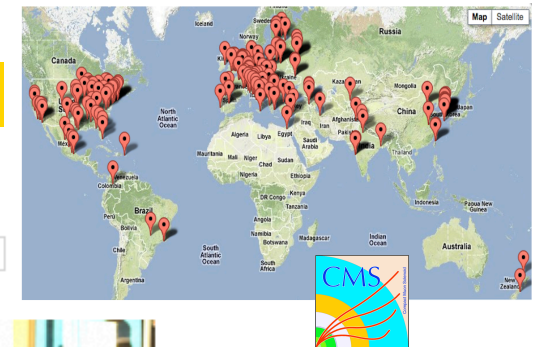 Map Satellite
Iceland
Sweden
Norway
Russia
Canada
Ukraine
Mongolia
North
Atlantic
Ocean
China
Japan
South Korea
Iraq
Iran
Afghanistan
Pakistan
India
Thailand
Algeria
Libya
Egypt
Saudi
Arabia
Mauritania
Mali
Niger
Chad
Sudan
Nigeria
Ethiopia
Venezuela
Colombia
DR Congo
Kenya
Tanzania
Indonesia
Papua New
Guinea
Brazil
Peru
Bolivia
Angola
Namibia
Botswana
Madagascar
Indian
Ocean
Australia
Chile
South
Atlantic
Ocean
South
Africa
Argentina
New
Zealand
CMS